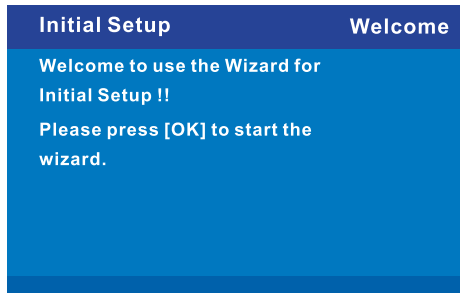 Initial Setup Welcome
Welcome to use the Wizard for
Initial Setup !!
Please press [OK] to start the
wizard.